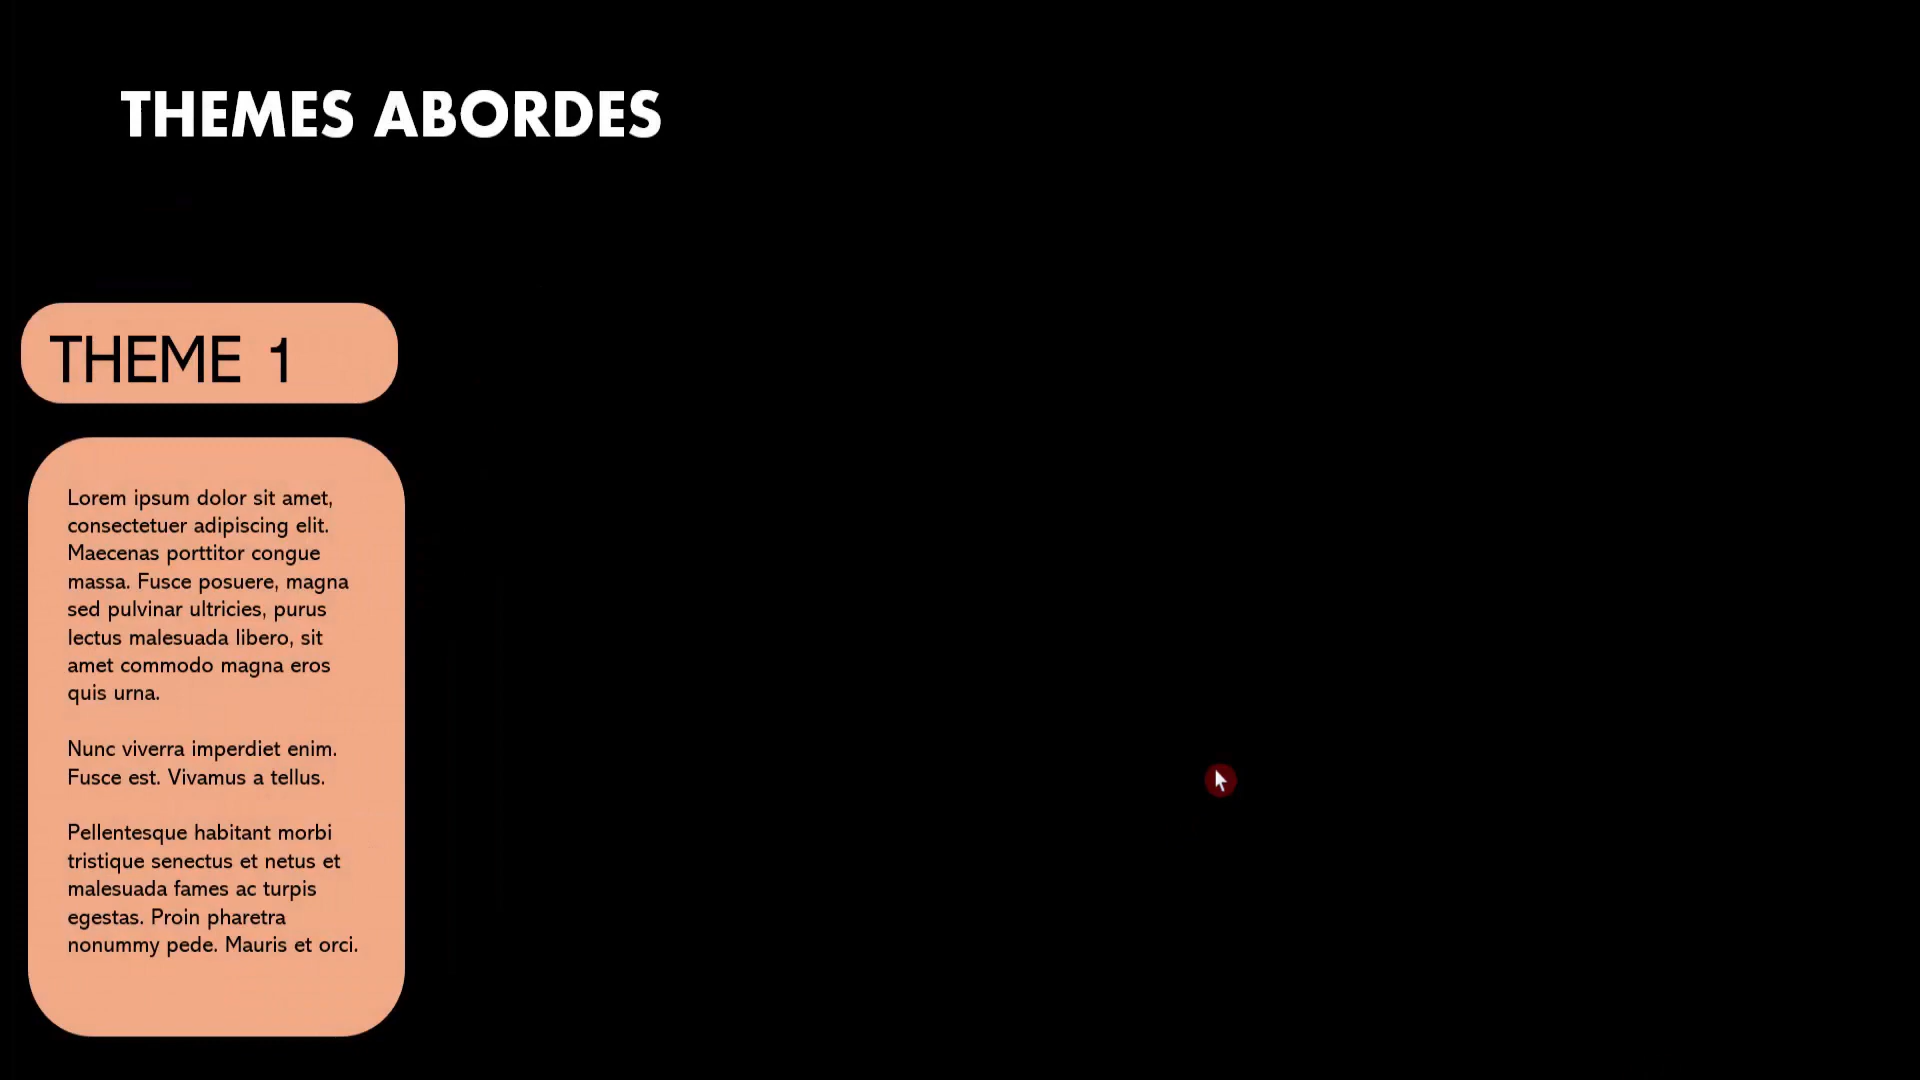 THEMES ABORDES
THEME 1
Lorem ipsum dolor sit amet,
consectetuer adipiscing elit.
Maecenas porttitor congue
massa. Fusce posuere, magna
sed pulvinar ultricies, purus
lectus malesuada libero, sit
amet commodo magna eros
quis urna.
Nunc viverra imperdiet enim.
Fusce est. Vivamus a tellus.
Pellentesque habitant morbi
tristique senectus et netus et
malesuada fames ac turpis
egestas. Proin pharetra
nonummy pede. Mauris et orci.